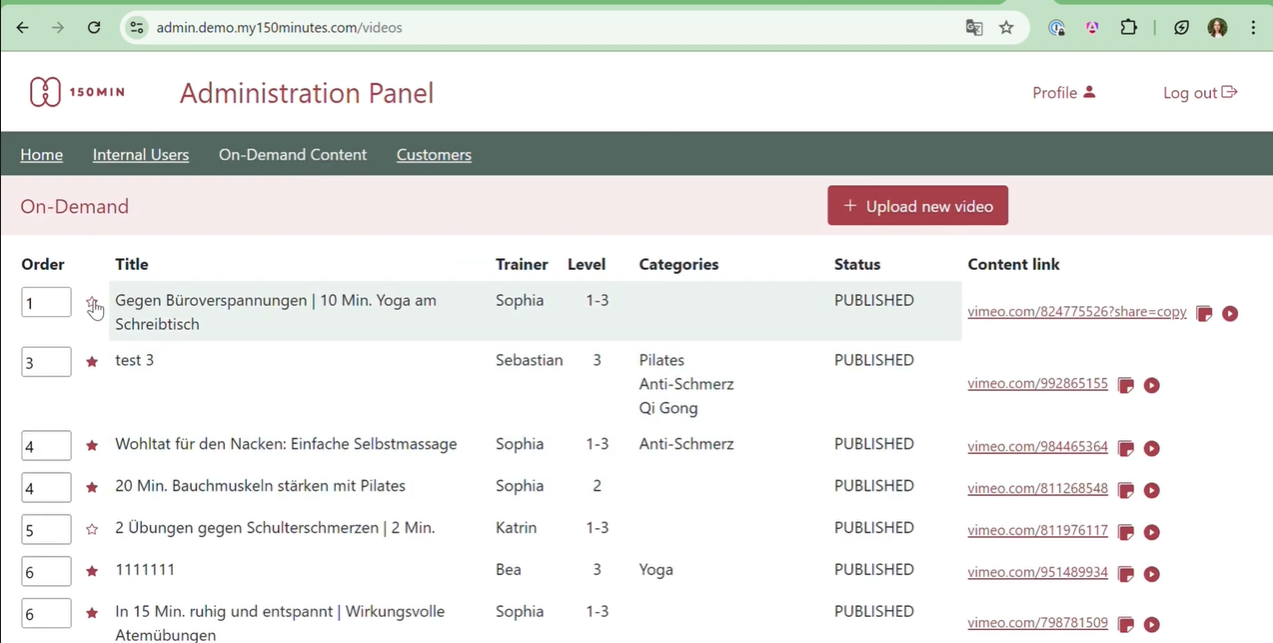 admin.demo.my150minutes.com/videos
150MIN
Administration Panel
Profile
Log out
Home Internal Users On-Demand Content Customers
On-Demand
+ Upload new video
Order Title Trainer Level Categories Status Content link
1 Gegen Büroverspannungen | 10 Min. Yoga am Sophia 1-3 PUBLISHED
Schreibtisch
vimeo.com/824775526?share=copy
3 test 3 Sebastian 3 Pilates PUBLISHED
Anti-Schmerz
vimeo.com/992865155
Qi Gong
4 Wohltat für den Nacken: Einfache Selbstmassage Sophia 1-3 Anti-Schmerz PUBLISHED vimeo.com/984465364
4 20 Min. Bauchmuskeln stärken mit Pilates Sophia 2 PUBLISHED vimeo.com/811268548
5 2 Übungen gegen Schulterschmerzen | 2 Min. Katrin 1-3 PUBLISHED vimeo.com/811976117
6 1111111 Bea 3 Yoga PUBLISHED vimeo.com/951489934
6 In 15 Min. ruhig und entspannt | Wirkungsvolle Sophia 1-3 PUBLISHED vimeo.com/798781509
Atemübungen